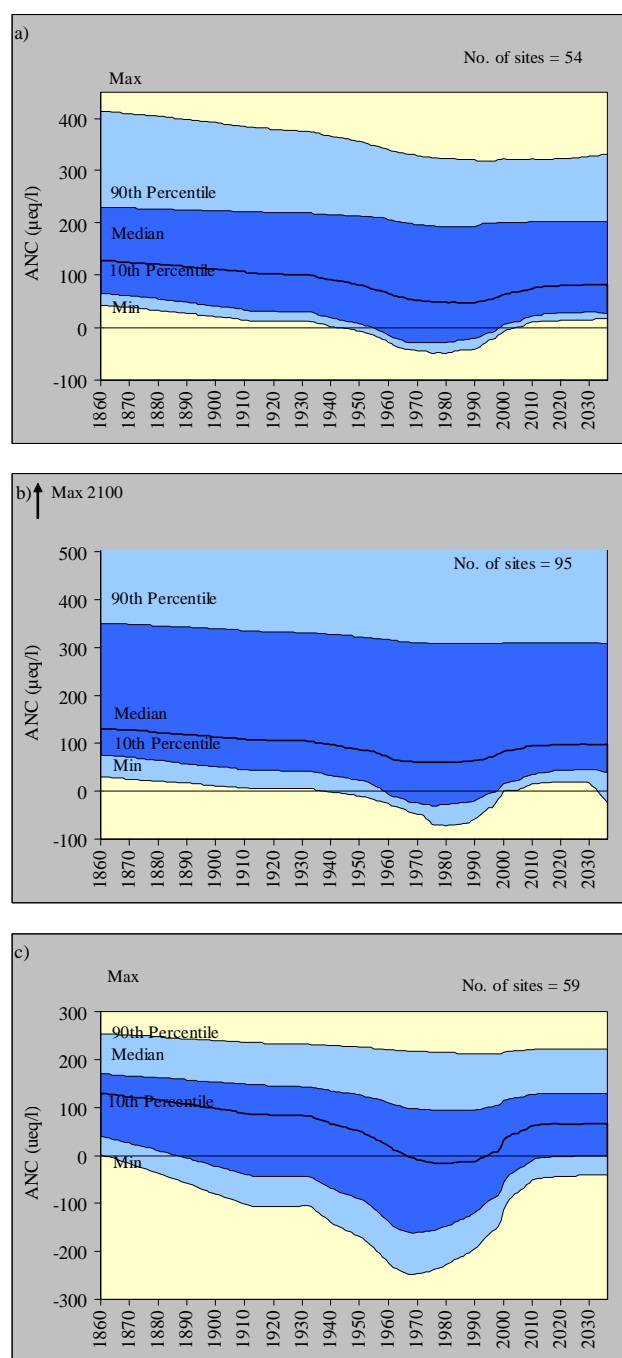 a)
No. of sites = 54
Max
400
90th Percentile
300
Median
200
10th Percentile
100
Min
0
-100
ANC (µeq/l)
1860 1870 1880 1890 1900 1910 1920 1930 1940 1950 1960 1970 1980 1990 2000 2010 2020 2030
b)
Max 2100
500
No. of sites = 95
90th Percentile
400
300
Median
200
10th Percentile
100
Min
0
-100
ANC (µeq/l)
1860 1870 1880 1890 1900 1910 1920 1930 1940 1950 1960 1970 1980 1990 2000 2010 2020 2030
c)
Max
No. of sites = 59
300
90th Percentile
Median
200
10th Percentile
100
0
Min
-100
-200
-300
ANC (ueq/l)
1860 1870 1880 1890 1900 1910 1920 1930 1940 1950 1960 1970 1980 1990 2000 2010 2020 2030